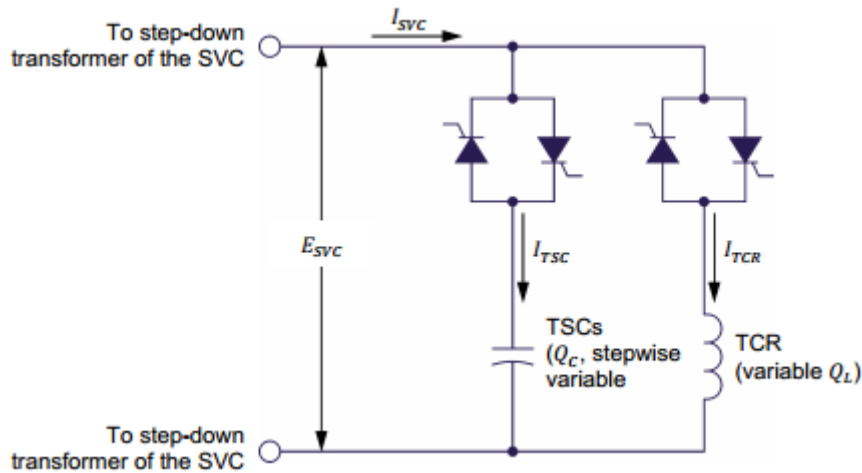 I_SVC
To step-down
transformer of the SVC
E_SVC
I_TSC
I_TCR
TSCs
(Q_C, stepwise
variable
TCR
(variable Q_L)
To step-down
transformer of the SVC